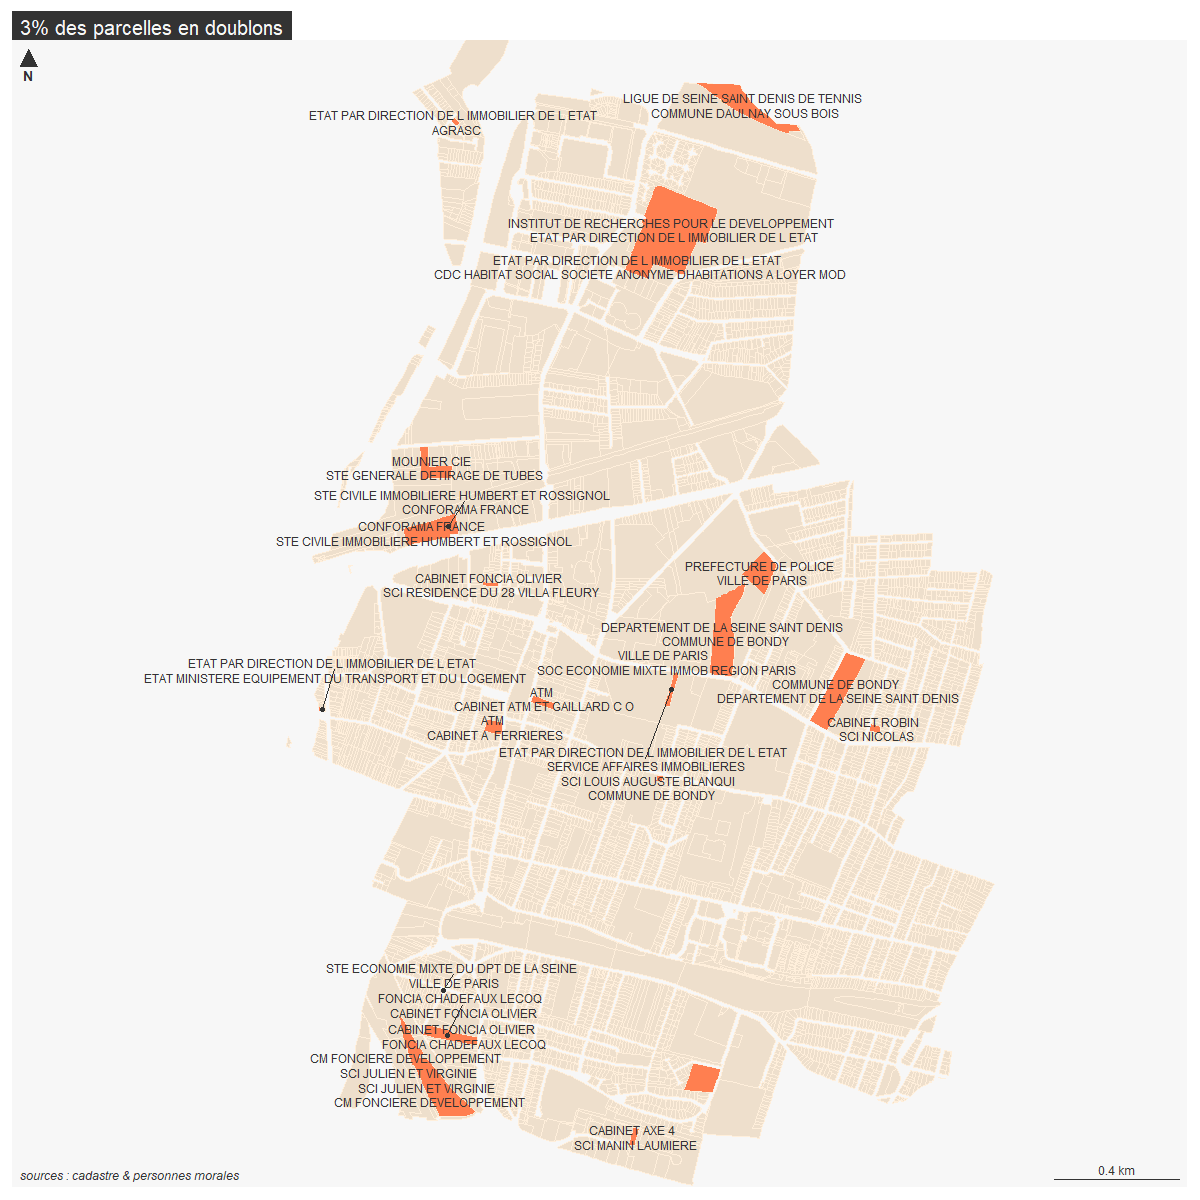 3% des parcelles en doublons
N
LIGUE DE SEINE SAINT DENIS DE TENNIS
COMMUNE DAULNAY SOUS BOIS
ETAT PAR DIRECTION DE L IMMOBILIER DE L ETAT
AGRASC
INSTITUT DE RECHERCHES POUR LE DEVELOPPEMENT
ETAT PAR DIRECTION DE L IMMOBILIER DE L ETAT
ETAT PAR DIRECTION DE L IMMOBILIER DE L ETAT
CDC HABITAT SOCIAL SOCIETE ANONYME DHABITATIONS A LOYER MOD
MOUNIER CIE
STE GENERALE DETIRAGE DE TUBES
STE CIVILE IMMOBILIERE HUMBERT ET ROSSIGNOL
CONFORAMA FRANCE
CONFORAMA FRANCE
STE CIVILE IMMOBILIERE HUMBERT ET ROSSIGNOL
CABINET FONCIA OLIVIER
SCI RESIDENCE DU 28 VILLA FLEURY
PREFECTURE DE POLICE
VILLE DE PARIS
DEPARTEMENT DE LA SEINE SAINT DENIS
COMMUNE DE BONDY
VILLE DE PARIS
SOC ECONOMIE MIXTE IMMOB REGION PARIS
ETAT PAR DIRECTION DE L IMMOBILIER DE L ETAT
ETAT MINISTERE EQUIPEMENT DU TRANSPORT ET DU LOGEMENT
COMMUNE DE BONDY
DEPARTEMENT DE LA SEINE SAINT DENIS
ATM
CABINET ATM ET GAILLARD C O
ATM
CABINET A FERRIERES
CABINET ROBIN
SCI NICOLAS
ETAT PAR DIRECTION DE L IMMOBILIER DE L ETAT
SERVICE AFFAIRES IMMOBILIERES
SCI LOUIS AUGUSTE BLANQUI
COMMUNE DE BONDY
STE ECONOMIE MIXTE DU DPT DE LA SEINE
VILLE DE PARIS
FONCIA CHADEFAUX LECOQ
CABINET FONCIA OLIVIER
CABINET FONCIA OLIVIER
FONCIA CHADEFAUX LECOQ
CM FONCIERE DEVELOPPEMENT
SCI JULIEN ET VIRGINIE
SCI JULIEN ET VIRGINIE
CM FONCIERE DEVELOPPEMENT
CABINET AXE 4
SCI MANIN LAUMIERE
sources : cadastre & personnes morales
0.4 km